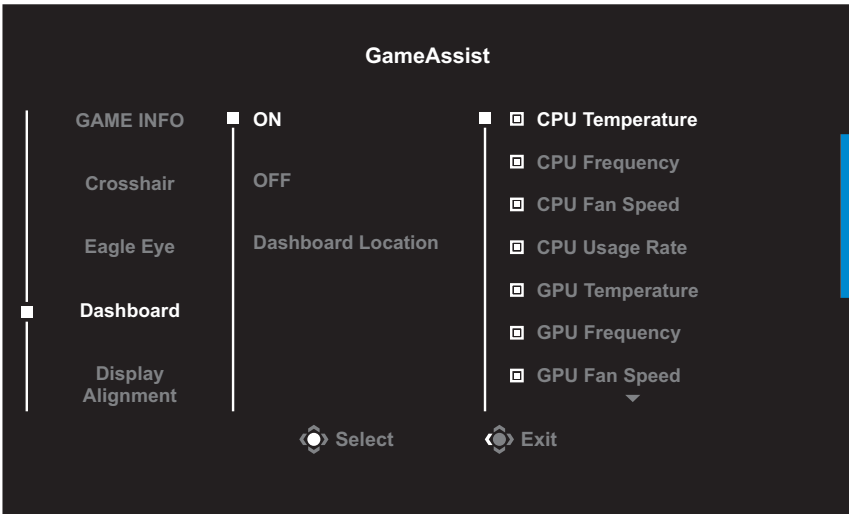 GameAssist
GAME INFO
Crosshair
Eagle Eye
Dashboard
Display
Alignment
ON
OFF
Dashboard Location
CPU Temperature
CPU Frequency
CPU Fan Speed
CPU Usage Rate
GPU Temperature
GPU Frequency
GPU Fan Speed
Select
Exit